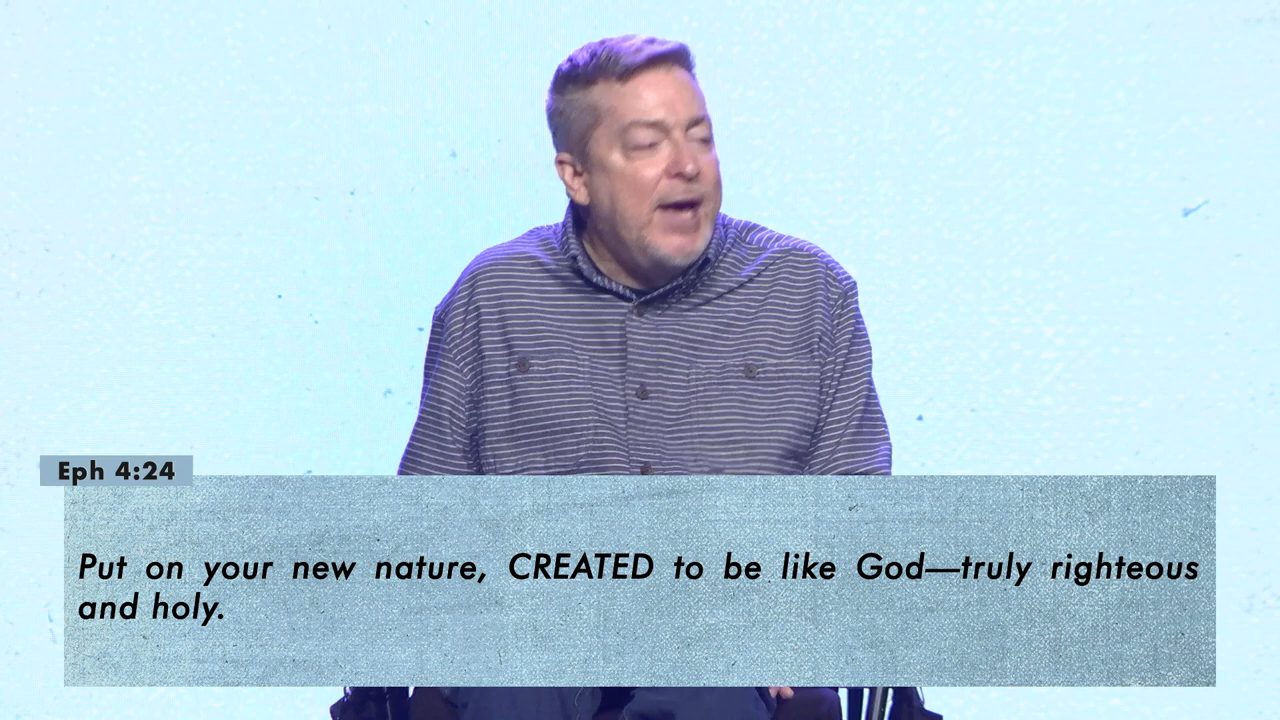 Eph 4:24
Put on your new nature, CREATED to be like God—truly righteous
and holy.